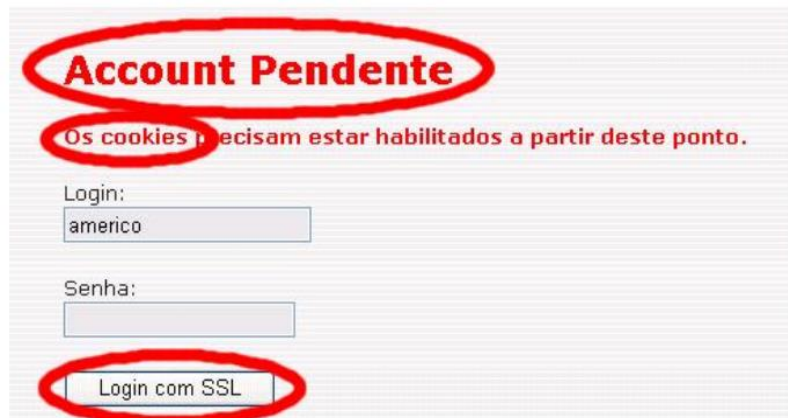 Account Pendente
Os cookies precisam estar habilitados a partir deste ponto.
Login:
americo
Senha:
Login com SSL